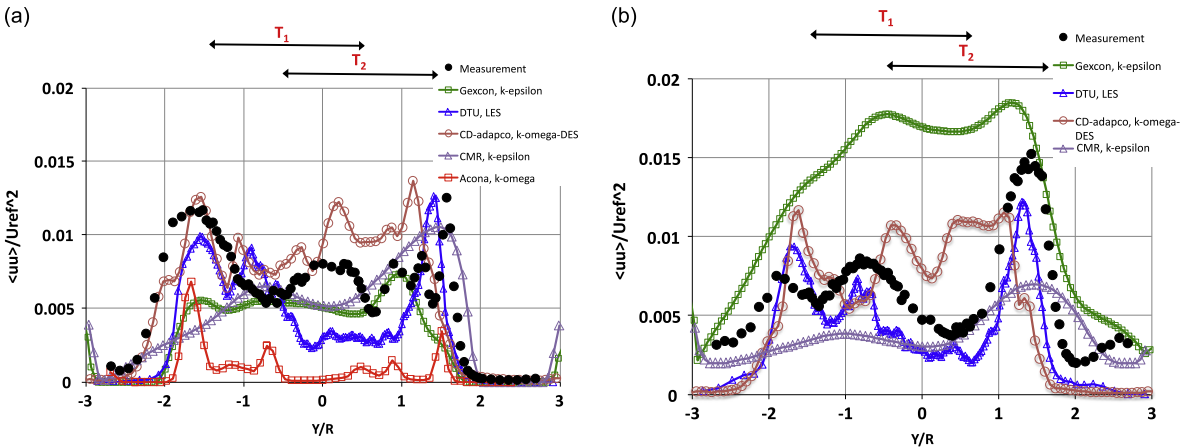 (a)
T1
T2
Measurement
Gexcon, k-epsilon
DTU, LES
CD-adapco, k-omega-DES
CMR, k-epsilon
Acona, k-omega
<uu>/Uref^2
0.02
0.015
0.01
0.005
0
-3 -2 -1 0 1 2 3
Y/R
(b)
T1
T2
Measurement
Gexcon, k-epsilon
DTU, LES
CD-adapco, k-omega-
DES
CMR, k-epsilon
<uu>/Uref^2
0.02
0.015
0.01
0.005
0
-3 -2 -1 0 1 2 3
Y/R